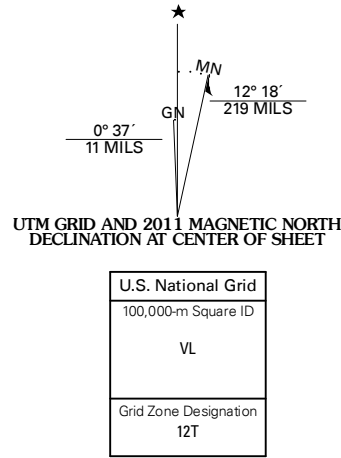 ★
MN
12° 18´
219 MILS
GN
0° 37´
11 MILS
UTM GRID AND 2011 MAGNETIC NORTH
DECLINATION AT CENTER OF SHEET
U.S. National Grid
100,000-m Square ID
VL
Grid Zone Designation
12T